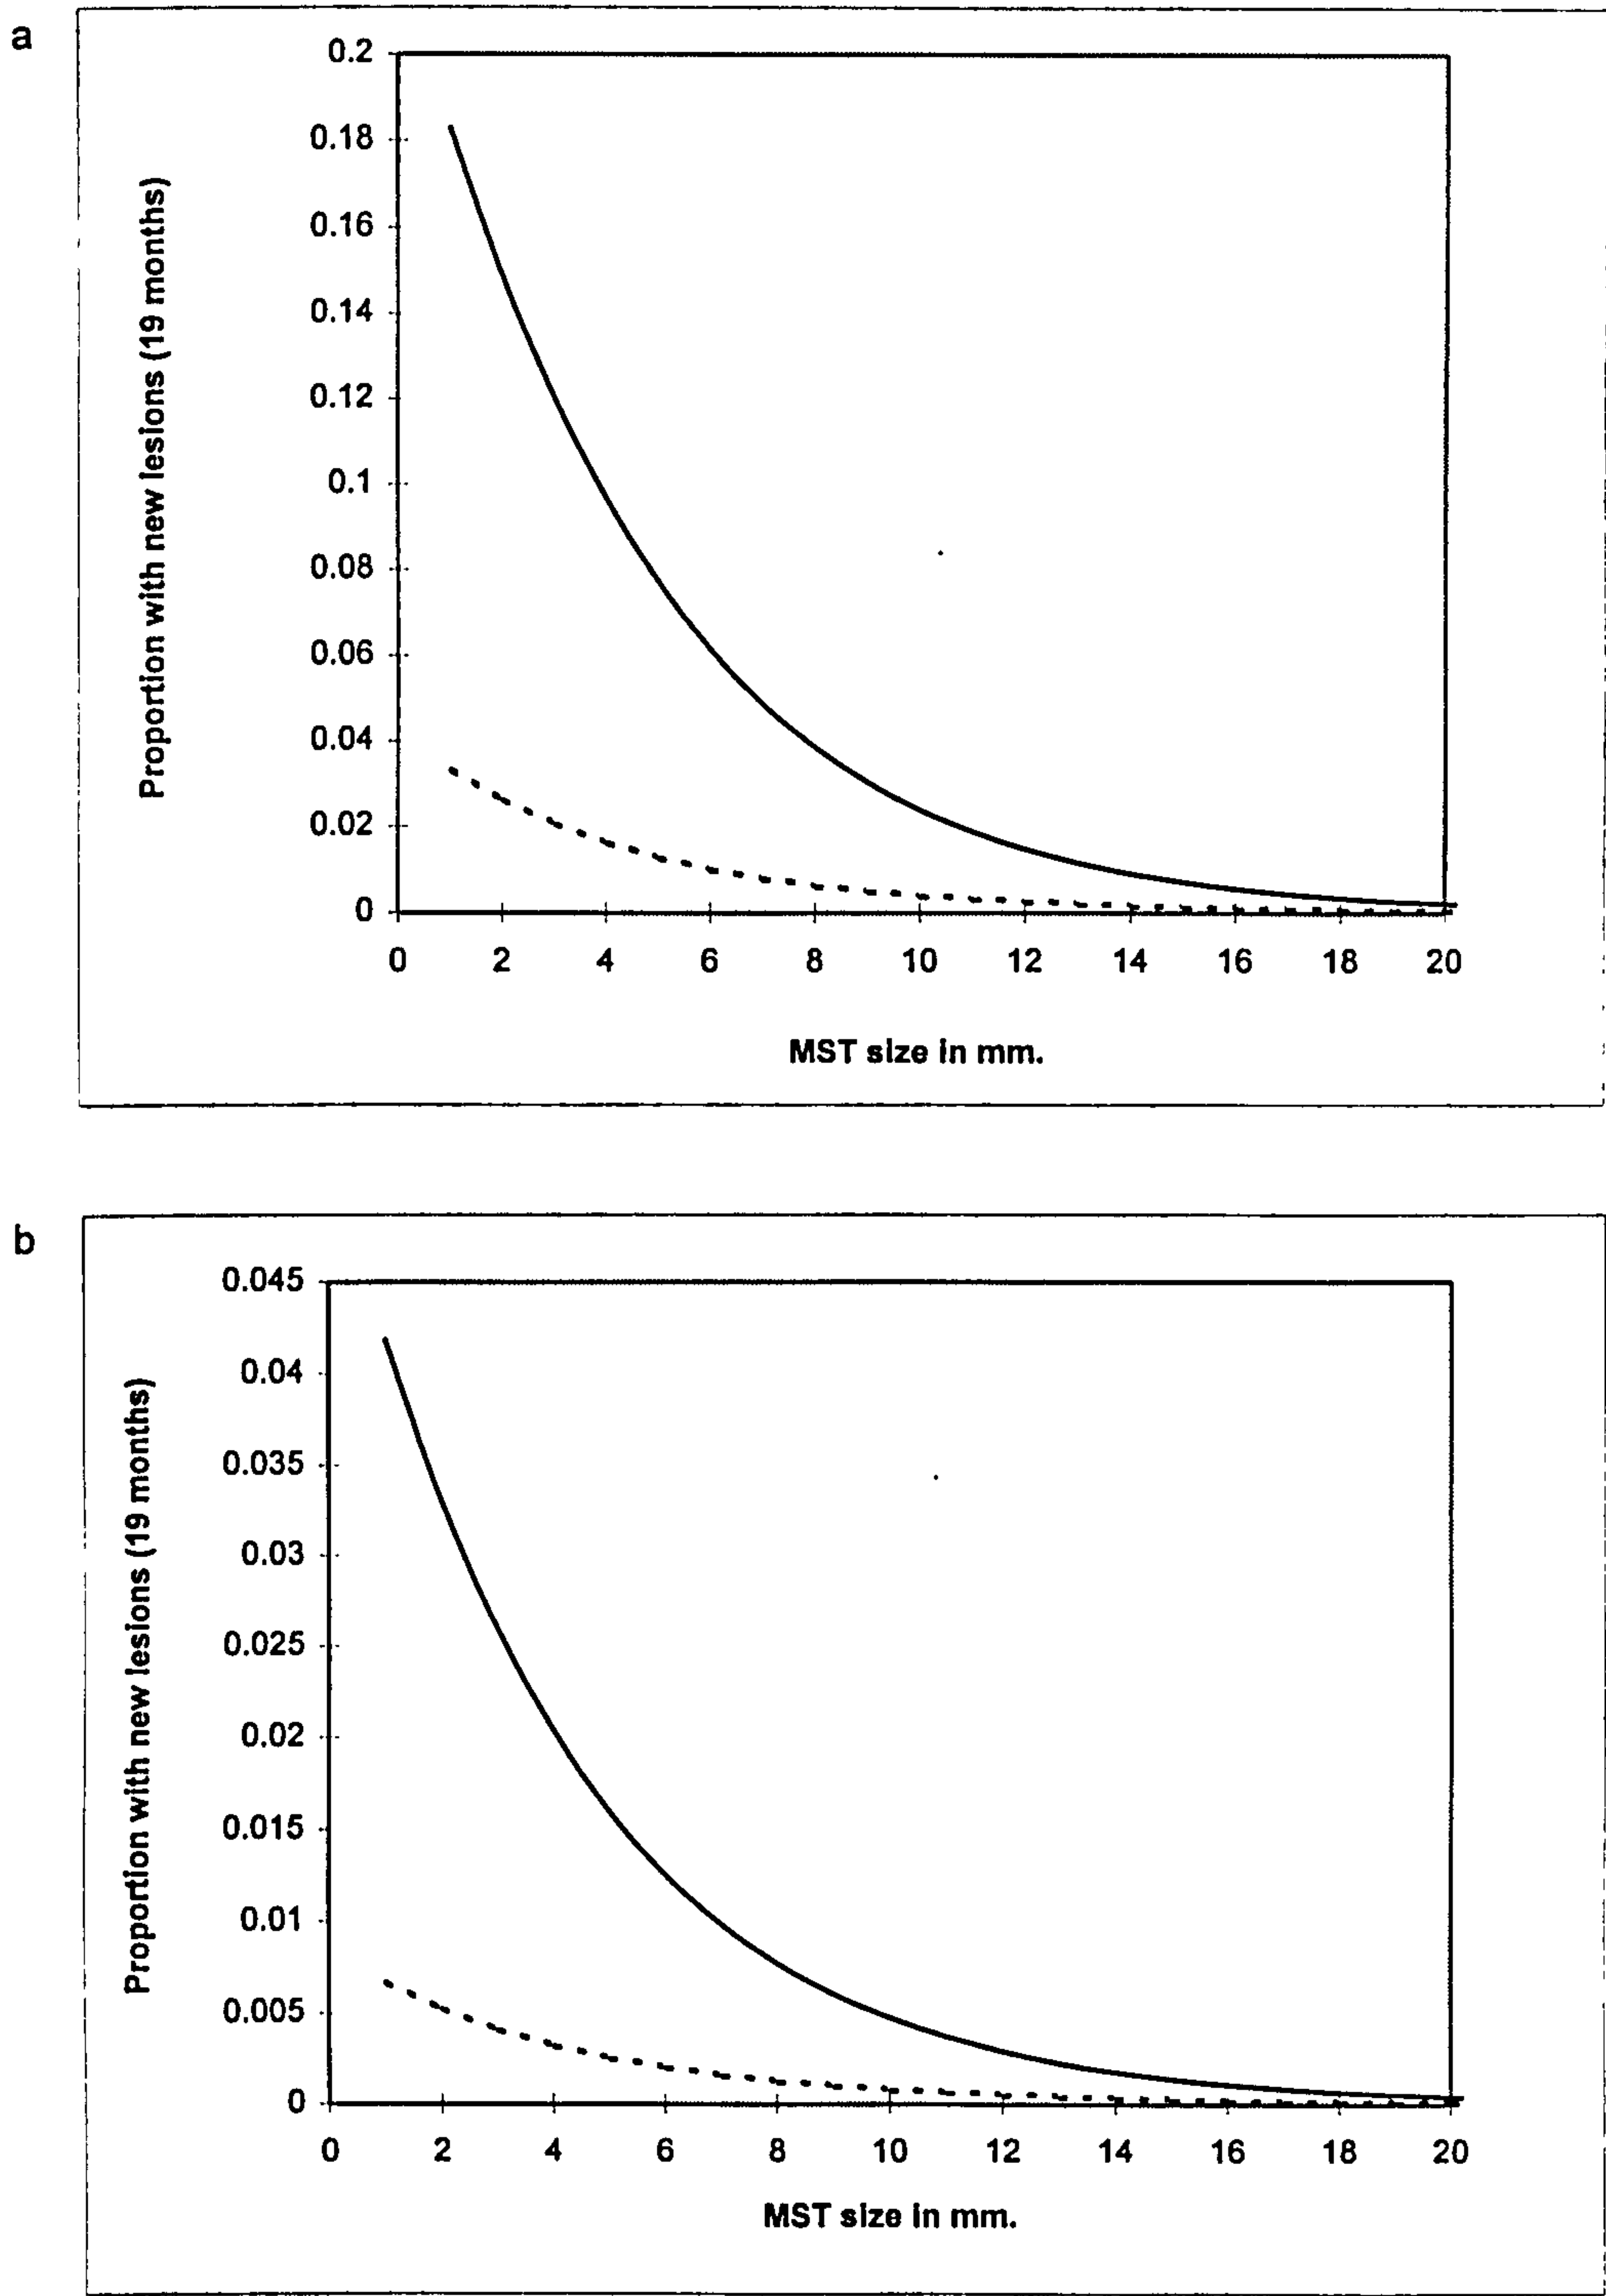 a
Proportion with new lesions (19 months)
0.2
0.18
0.16
0.14
0.12
0.1
0.08
0.06
0.04
0.02
0
0 2 4 6 8 10 12 14 16 18 20
MST size in mm.
b
Proportion with new lesions (19 months)
0.045
0.04
0.035
0.03
0.025
0.02
0.015
0.01
0.005
0
0 2 4 6 8 10 12 14 16 18 20
MST size in mm.